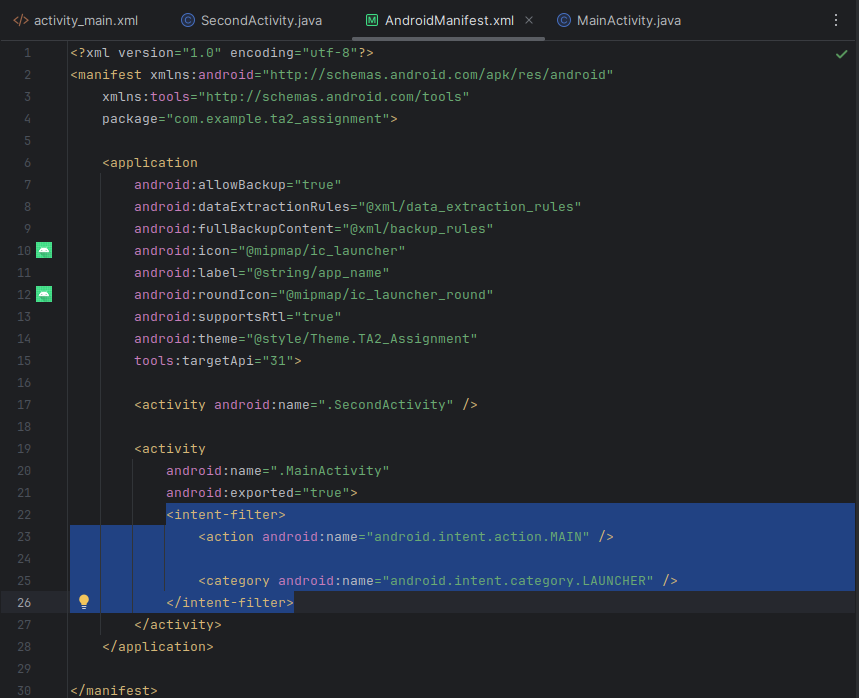 </> activity_main.xml   C SecondActivity.java   M AndroidManifest.xml ×   C MainActivity.java
1 <?xml version="1.0" encoding="utf-8"?>
2 <manifest xmlns:android="http://schemas.android.com/apk/res/android"
3     xmlns:tools="http://schemas.android.com/tools"
4     package="com.example.ta2_assignment">
5
6     <application
7         android:allowBackup="true"
8         android:dataExtractionRules="@xml/data_extraction_rules"
9         android:fullBackupContent="@xml/backup_rules"
10         android:icon="@mipmap/ic_launcher"
11         android:label="@string/app_name"
12         android:roundIcon="@mipmap/ic_launcher_round"
13         android:supportsRtl="true"
14         android:theme="@style/Theme.TA2_Assignment"
15         tools:targetApi="31">
16
17         <activity android:name=".SecondActivity" />
18
19         <activity
20             android:name=".MainActivity"
21             android:exported="true">
22             <intent-filter>
23                 <action android:name="android.intent.action.MAIN" />
24
25                 <category android:name="android.intent.category.LAUNCHER" />
26             </intent-filter>
27         </activity>
28     </application>
29
30 </manifest>